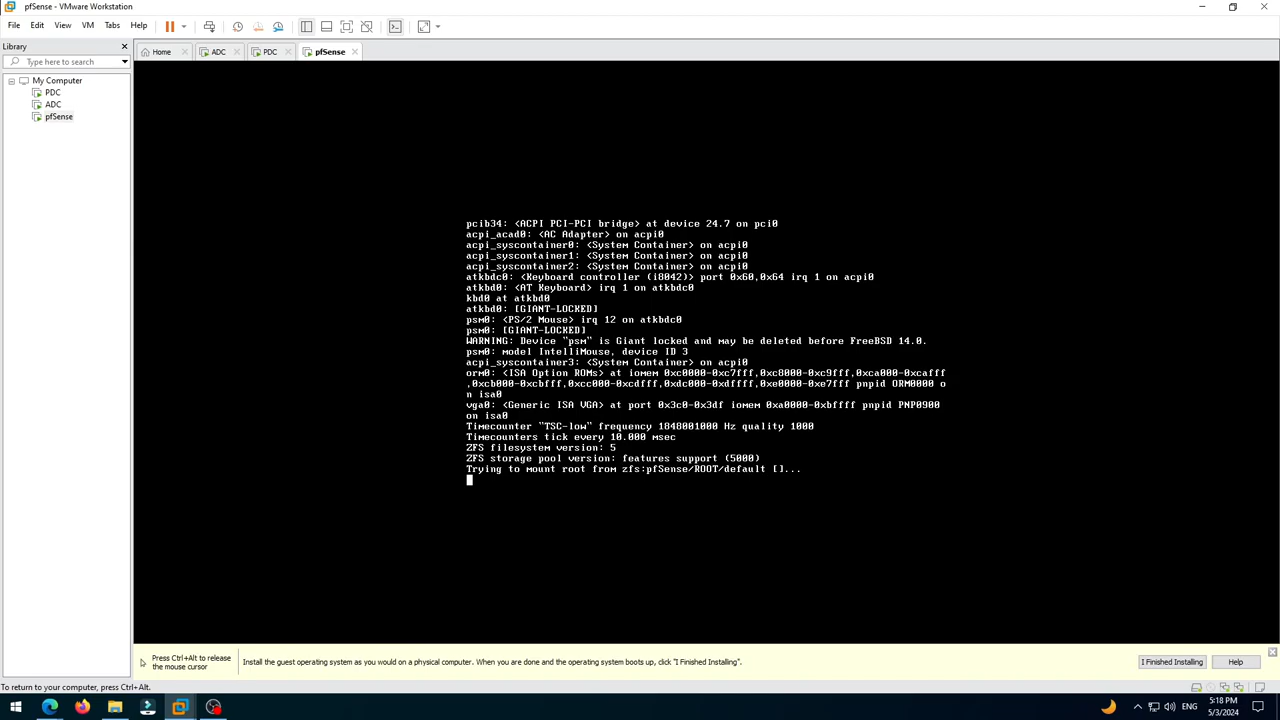 pfSense - VMware Workstation
File Edit View VM Tabs Help
Library
Type here to search
My Computer
PDC
ADC
pfSense
Home ADC PDC pfSense
pcib34: <ACPI PCI-PCI bridge> at device 24.7 on pci0
acpi_acad0: <AC Adapter> on acpi0
acpi_syscontainer0: <System Container> on acpi0
acpi_syscontainer1: <System Container> on acpi0
acpi_syscontainer2: <System Container> on acpi0
atkbdc0: <Keyboard controller (i8042)> port 0x60,0x64 irq 1 on acpi0
atkbd0: <AT Keyboard> irq 1 on atkbdc0
kbd0 at atkbd0
atkbd0: [GIANT-LOCKED]
psm0: <PS/2 Mouse> irq 12 on atkbdc0
psm0: [GIANT-LOCKED]
WARNING: Device "psm" is Giant locked and may be deleted before FreeBSD 14.0.
psm0: model IntelliMouse, device ID 3
acpi_syscontainer3: <System Container> on acpi0
orm0: <ISA Option ROMs> at iomem 0xc0000-0xc7fff,0xc8000-0xc9fff,0xca000-0xcafff
,0xcb000-0xcbfff,0xcc000-0xcdfff,0xdc000-0xdffff,0xe0000-0xe7fff pnpid ORM0000 o
n isa0
vga0: <Generic ISA VGA> at port 0x3c0-0x3df iomem 0xa0000-0xbffff pnpid PNP0900
on isa0
Timecounter "TSC-low" frequency 1848001000 Hz quality 1000
Timecounters tick every 10.000 msec
ZFS filesystem version: 5
ZFS storage pool version: features support (5000)
Trying to mount root from zfs:pfSense/ROOT/default []...
Press Ctrl+Alt to release
the mouse cursor
Install the guest operating system as you would on a physical computer. When you are done and the operating system boots up, click "I Finished Installing".
I Finished Installing
Help
To return to your computer, press Ctrl+Alt.
ENG
5:18 PM
5/3/2024